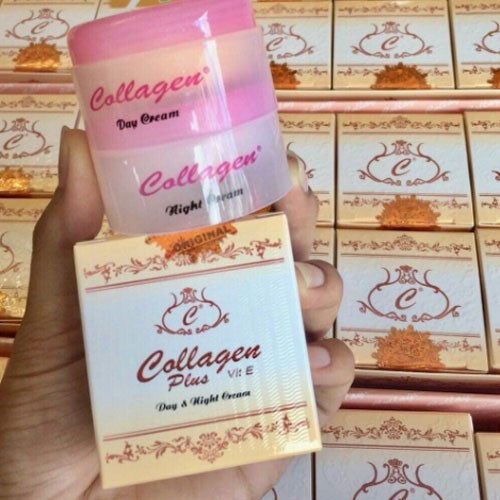 Collagen®
Day Cream
Collagen®
Night Cream
ORIGINAL
C
Collagen
Plus Vit E
Day & Night Cream
C
C
C
C
C